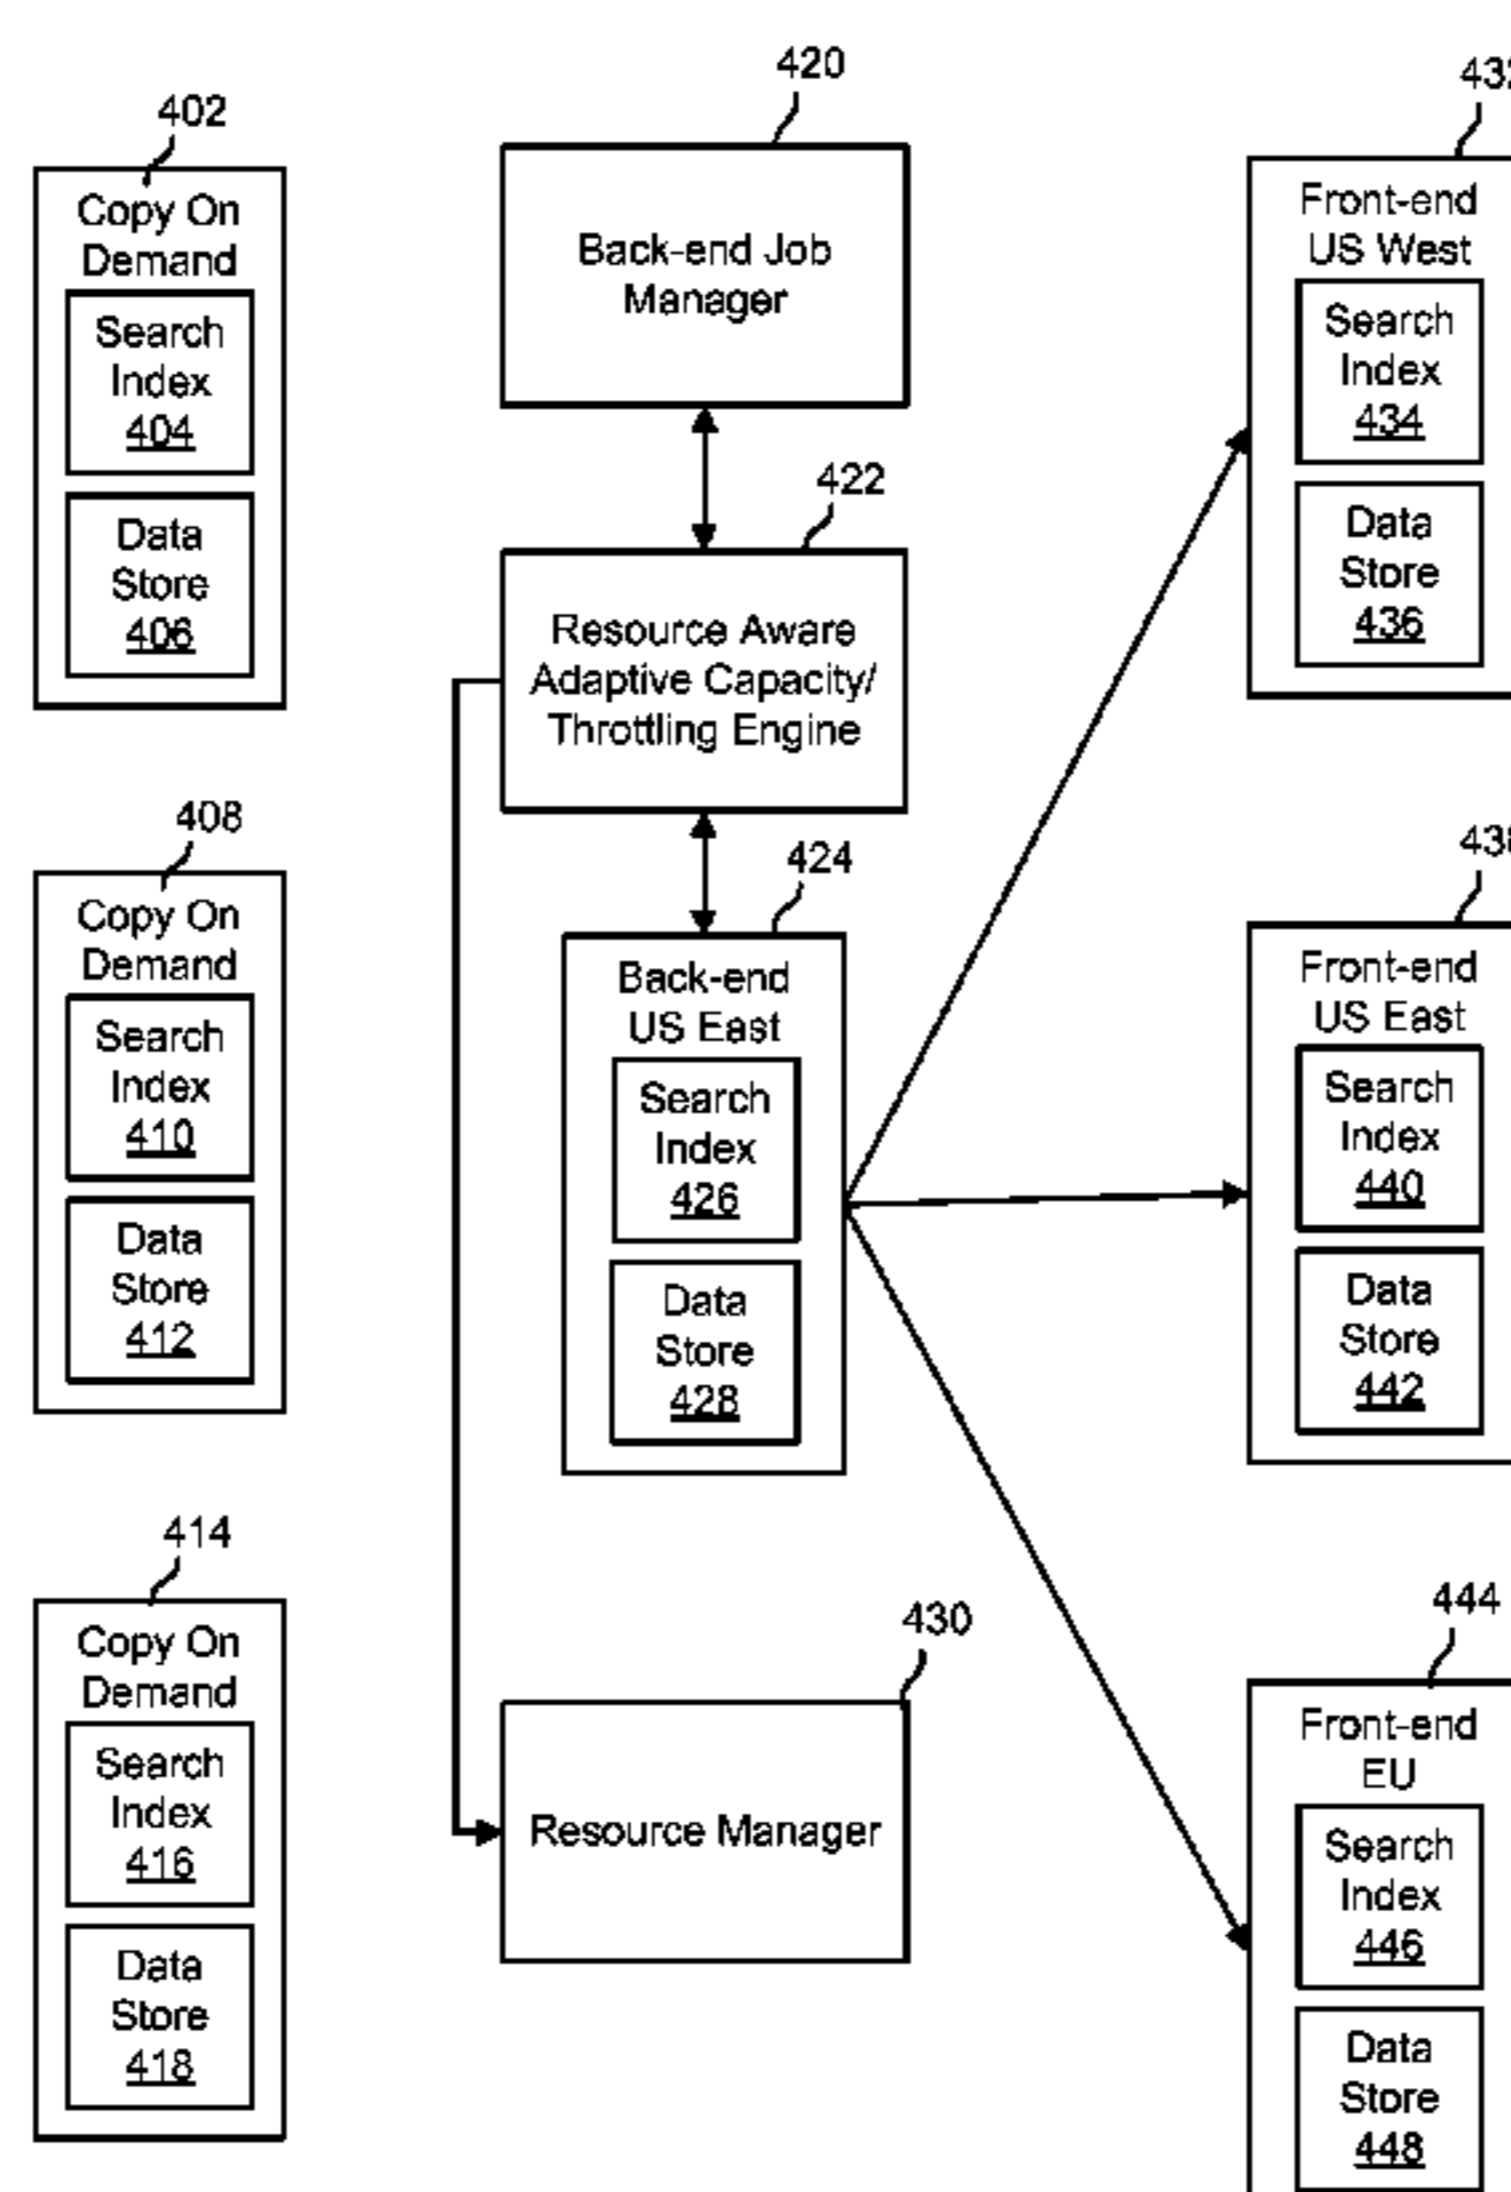 402
Copy On
Demand
Search
Index
404
Data
Store
406
408
Copy On
Demand
Search
Index
410
Data
Store
412
414
Copy On
Demand
Search
Index
416
Data
Store
418
420
Back-end Job
Manager
422
Resource Aware
Adaptive Capacity/
Throttling Engine
424
Back-end
US East
Search
Index
426
Data
Store
428
430
Resource Manager
Front-end
US West
Search
Index
434
Data
Store
436
Front-end
US East
Search
Index
440
Data
Store
442
444
Front-end
EU
Search
Index
446
Data
Store
448